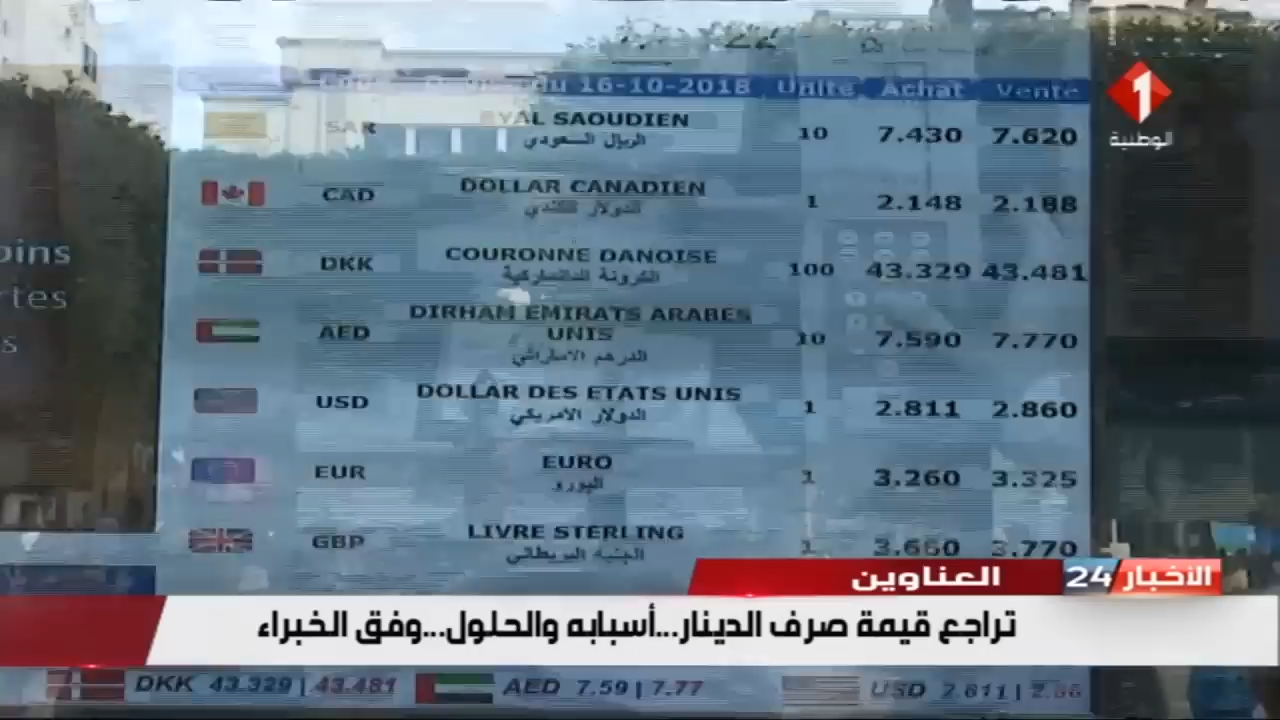 du 16-10-2018 Unite Achat Vente
1
الوطنية
SAR RYAL SAOUDIEN 10 7.430 7.620
الريال السعودي
CAD DOLLAR CANADIEN 1 2.148 2.188
الدولار الكندي
DKK COURONNE DANOISE 100 43.329 43.481
الكرونة الدانماركية
AED DIRHAM EMIRATS ARABES UNIS 10 7.590 7.770
الدرهم الاماراتي
USD DOLLAR DES ETATS UNIS 1 2.811 2.860
الدولار الامريكي
EUR EURO 1 3.260 3.325
اليورو
GBP LIVRE STERLING 1 3.660 3.770
الجنيه البريطاني
oins
rtes
s
الأخبار 24 العناوين
تراجع قيمة صرف الدينار...أسبابه والحلول...وفق الخبراء
DKK 43.329 | 43.481 AED 7.59 | 7.77 USD 2.811 | 2.86